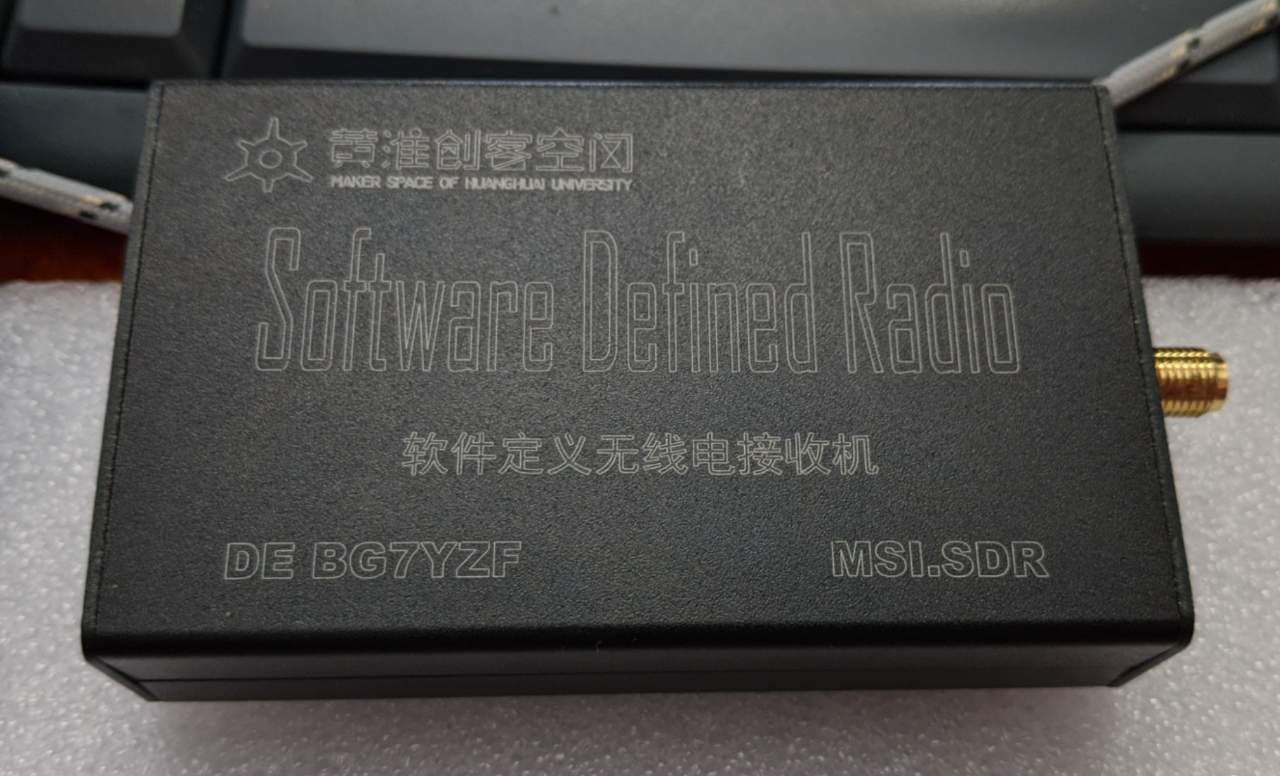 黄淮创客空间
MAKER SPACE OF HUANGHUAI UNIVERSITY
Software Defined Radio
软件定义无线电接收机
DE BG7YZF
MSI.SDR